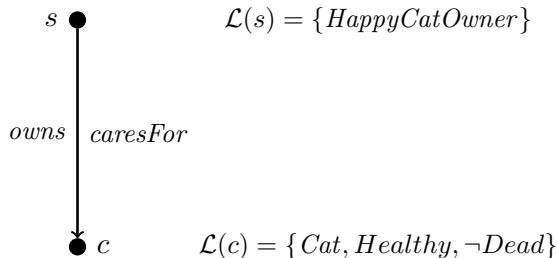 s ℒ(s) = {HappyCatOwner}
owns caresFor
c ℒ(c) = {Cat, Healthy, ¬Dead}